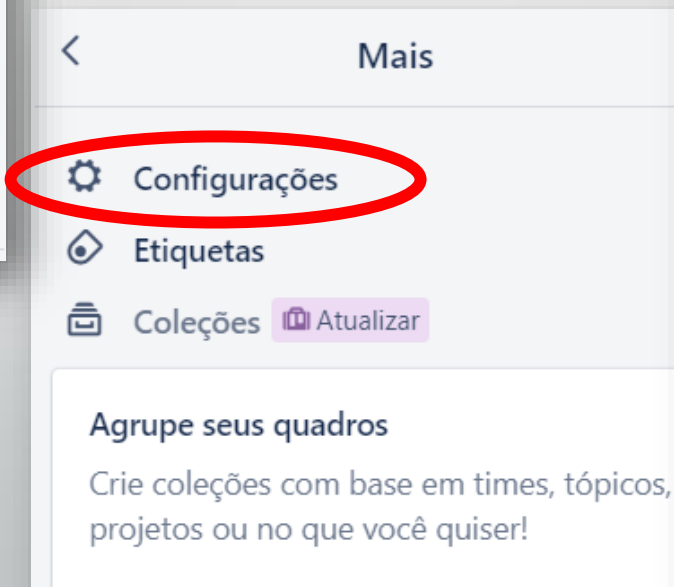 Mais
Configurações
Etiquetas
Coleções Atualizar
Agrupe seus quadros
Crie coleções com base em times, tópicos,
projetos ou no que você quiser!